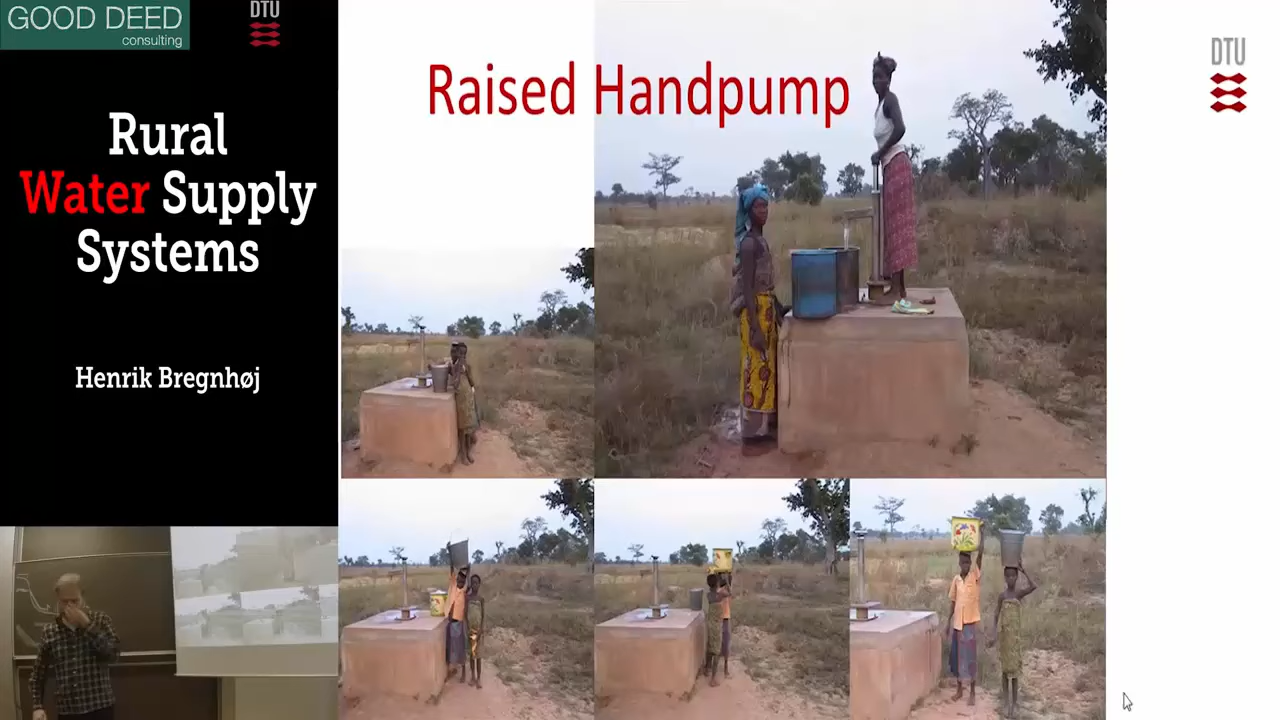 GOOD DEED
consulting
DTU
Rural
Water Supply
Systems
Henrik Bregnhøj
Raised Handpump
DTU